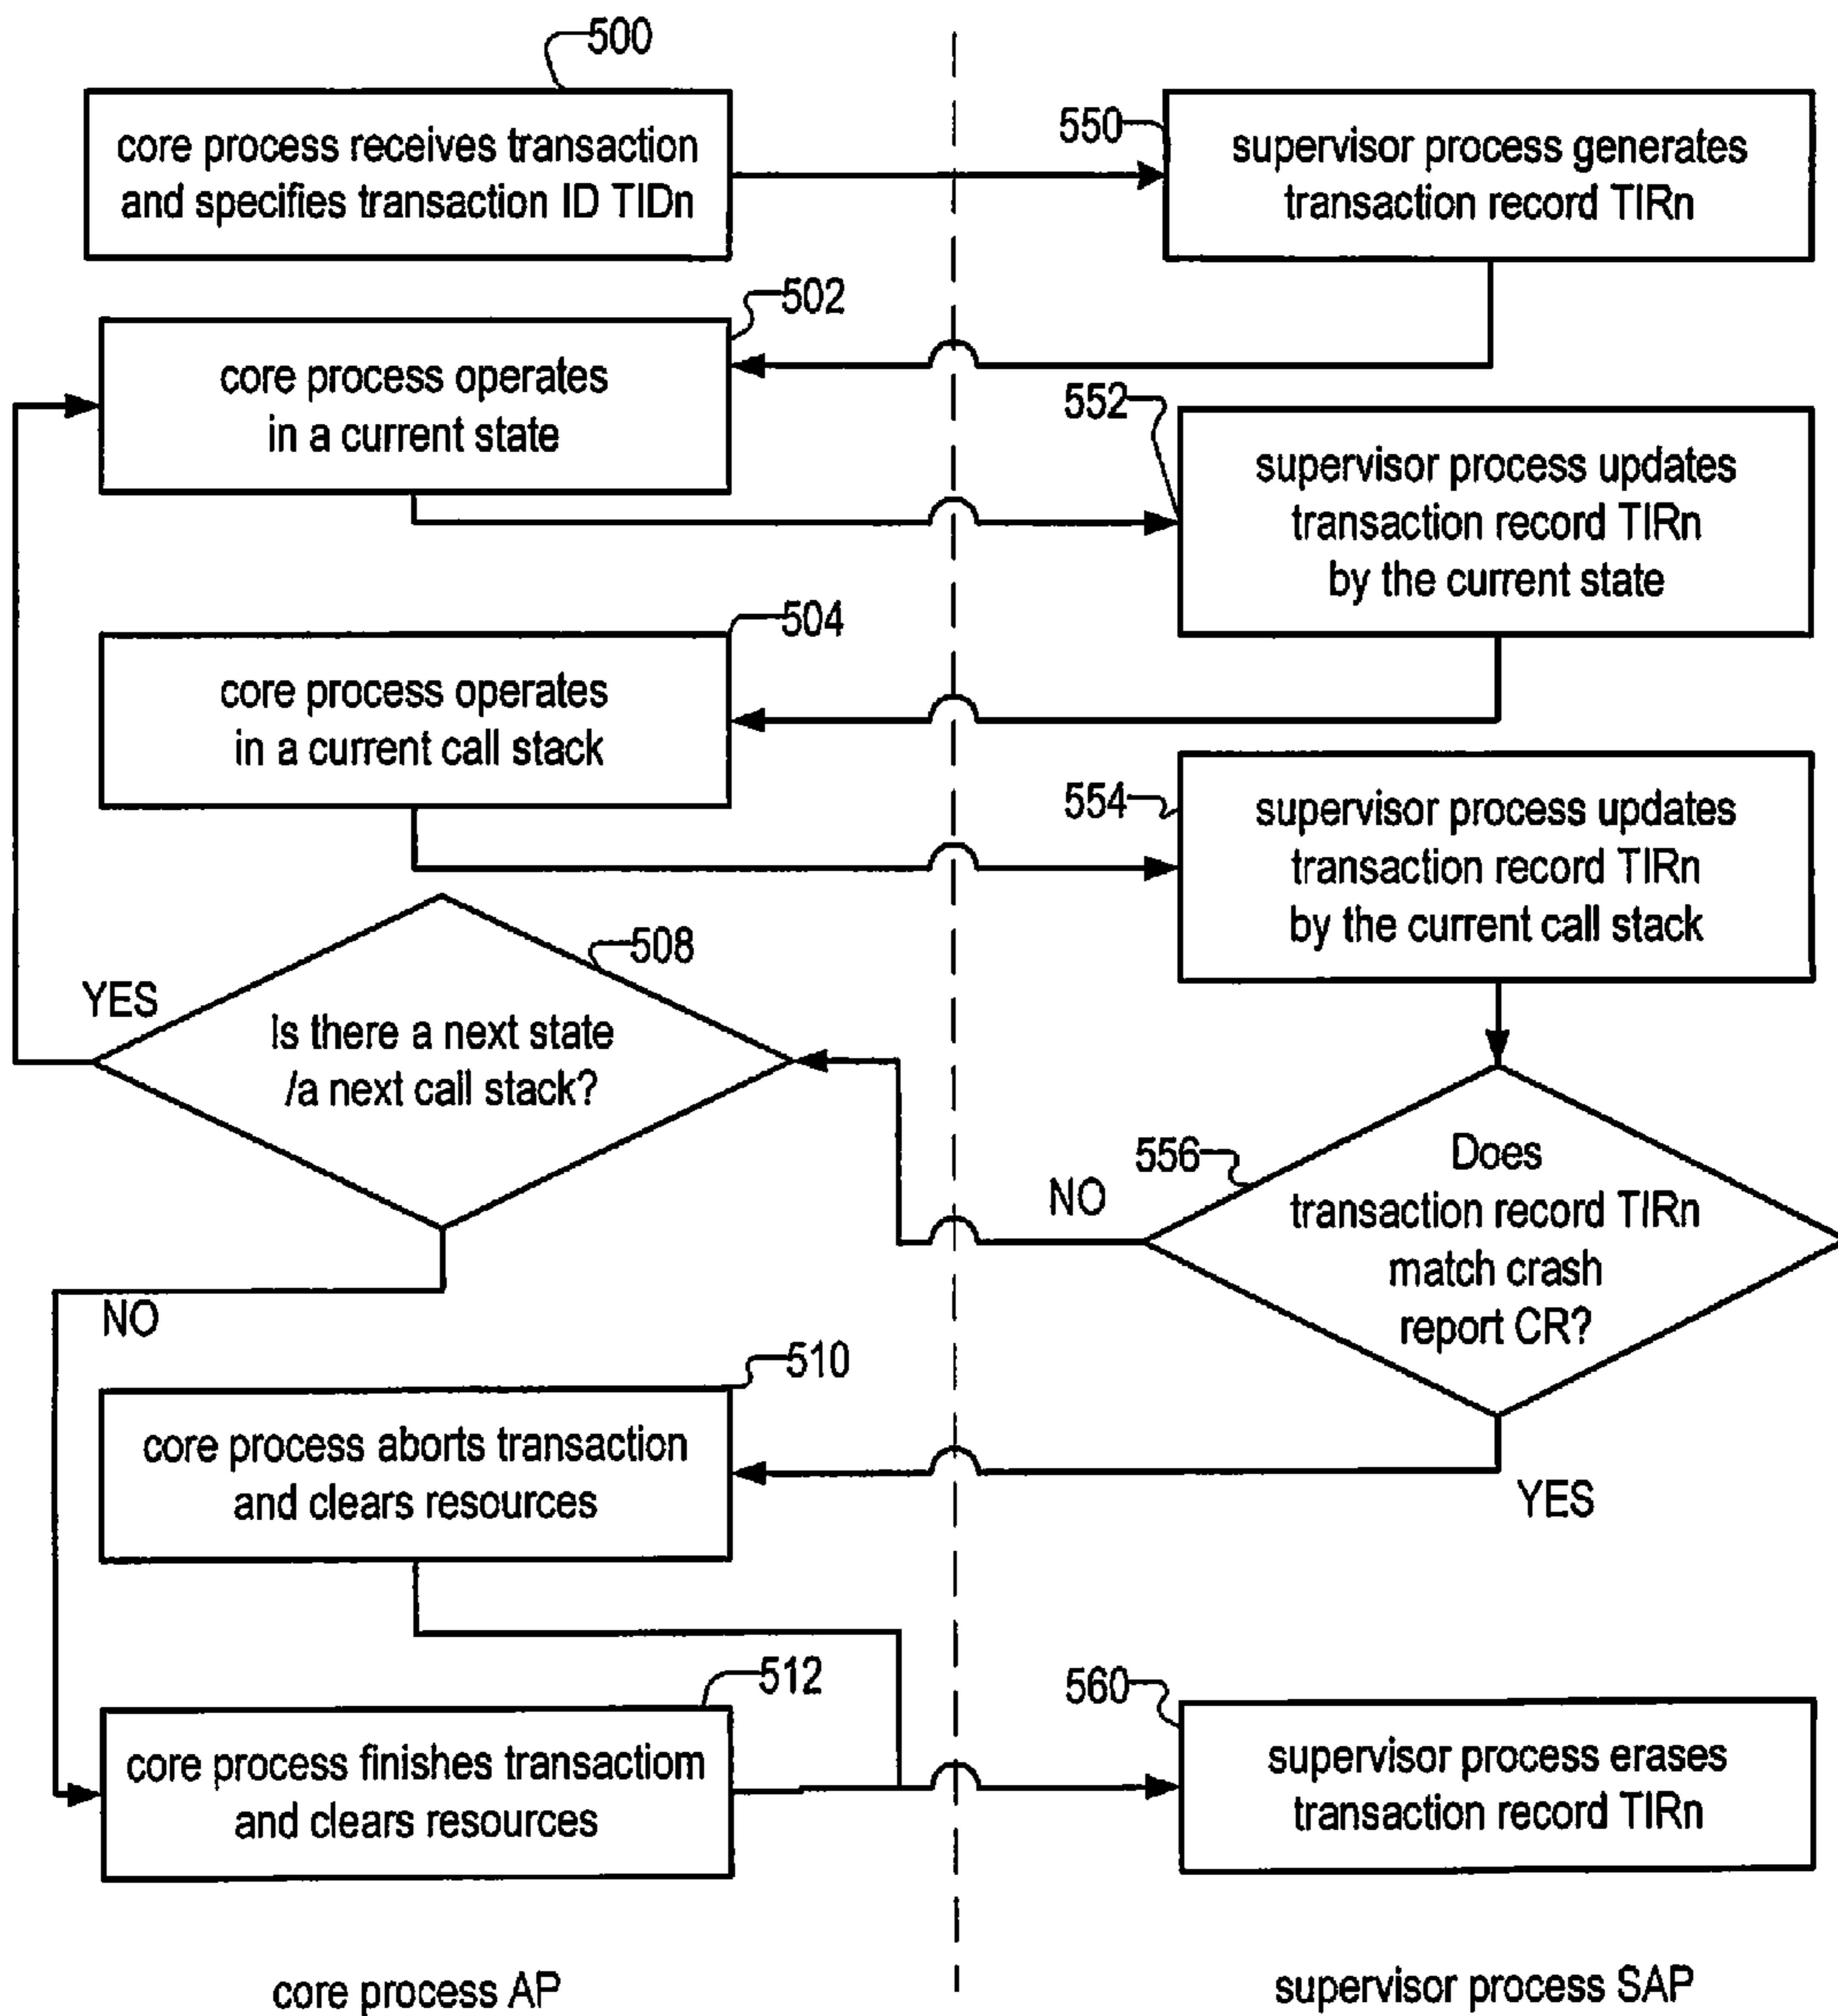 500
core process receives transaction
and specifies transaction ID TIDn
550
supervisor process generates
transaction record TIRn
502
core process operates
in a current state
552
supervisor process updates
transaction record TIRn
by the current state
504
core process operates
in a current call stack
554
supervisor process updates
transaction record TIRn
by the current call stack
508
YES
Is there a next state
/a next call stack?
NO
556
Does
transaction record TIRn
match crash
report CR?
NO
YES
510
core process aborts transaction
and clears resources
512
core process finishes transactiom
and clears resources
560
supervisor process erases
transaction record TIRn
core process AP
supervisor process SAP